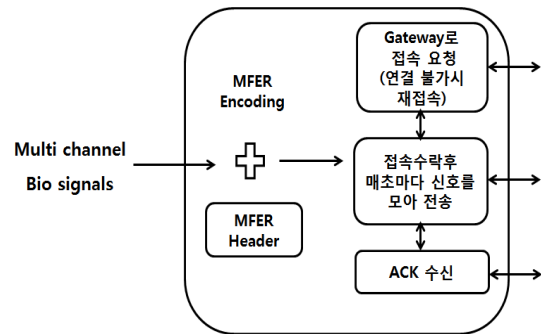 Multi channel
Bio signals
MFER
Encoding
MFER
Header
Gateway로
접속 요청
(연결 불가시
재접속)
접속수락후
매초마다 신호를
모아 전송
ACK 수신